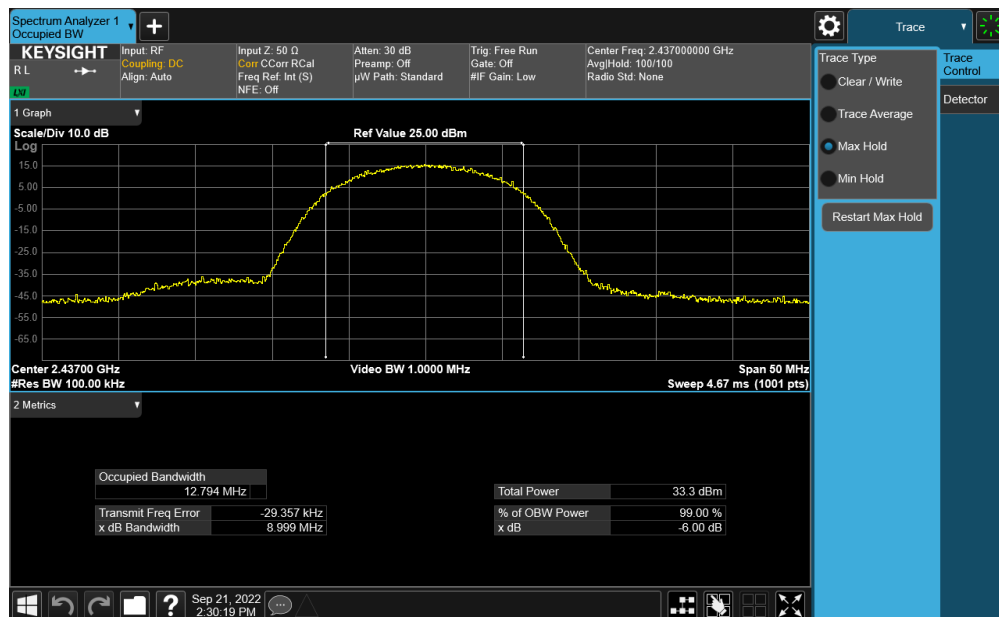 Spectrum Analyzer 1
Occupied BW
+
Trace
KEYSIGHT
R L
LXI
Input: RF
Coupling: DC
Align: Auto
Input Z: 50 Ω
Corr CCorr RCal
Freq Ref: Int (S)
NFE: Off
Atten: 30 dB
Preamp: Off
µW Path: Standard
Trig: Free Run
Gate: Off
#IF Gain: Low
Center Freq: 2.437000000 GHz
Avg|Hold: 100/100
Radio Std: None
Trace Type
Clear / Write
Trace Average
Max Hold
Min Hold
Restart Max Hold
Trace
Control
Detector
1 Graph
Scale/Div 10.0 dB
Ref Value 25.00 dBm
Log
15.0
5.00
-5.00
-15.0
-25.0
-35.0
-45.0
-55.0
-65.0
Center 2.43700 GHz
Video BW 1.0000 MHz
Span 50 MHz
#Res BW 100.00 kHz
Sweep 4.67 ms (1001 pts)
2 Metrics
Occupied Bandwidth
12.794 MHz
Total Power 33.3 dBm
Transmit Freq Error -29.357 kHz
% of OBW Power 99.00 %
x dB Bandwidth 8.999 MHz
x dB -6.00 dB
?
Sep 21, 2022
2:30:19 PM